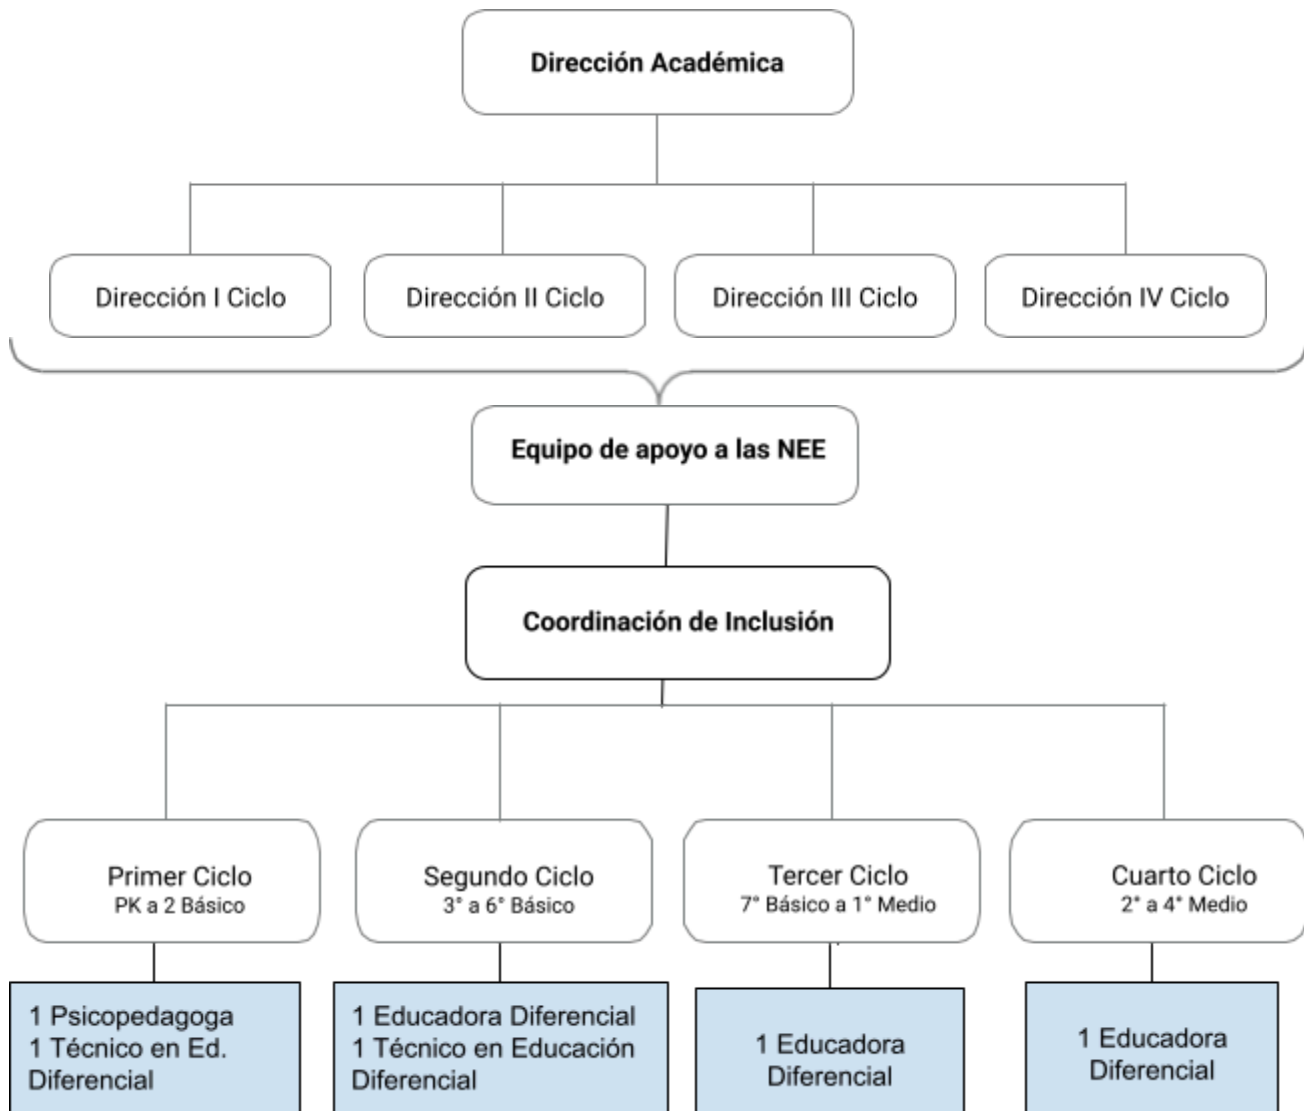 Dirección Académica
Dirección I Ciclo
Dirección II Ciclo
Dirección III Ciclo
Dirección IV Ciclo
Equipo de apoyo a las NEE
Coordinación de Inclusión
Primer Ciclo
PK a 2 Básico
Segundo Ciclo
3° a 6° Básico
Tercer Ciclo
7° Básico a 1° Medio
Cuarto Ciclo
2° a 4° Medio
1 Psicopedagoga
1 Técnico en Ed.
Diferencial
1 Educadora Diferencial
1 Técnico en Educación
Diferencial
1 Educadora
Diferencial
1 Educadora
Diferencial